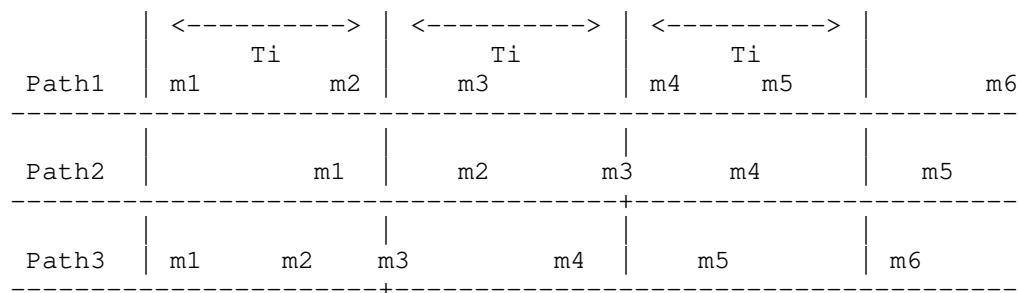 | <----------> | <----------> | <----------> |
| Ti | Ti | Ti |
Path1 | m1 m2 | m3 | m4 m5 | m6
---------------------------------------------------------------
| | | |
Path2 | m1 | m2 m3 m4 | m5
--------------------------------------+------------------------
| | | |
Path3 | m1 m2 m3 m4 | m5 | m6
-----------------------+---------------------------------------